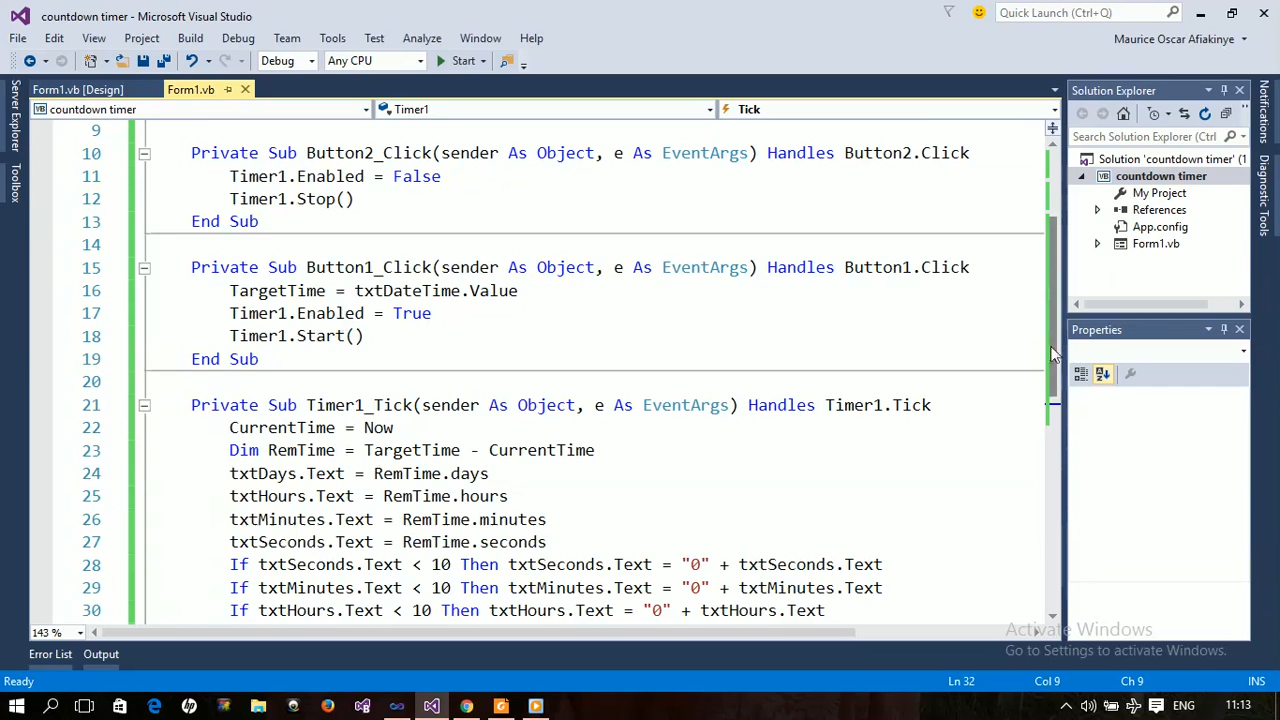 countdown timer - Microsoft Visual Studio
Quick Launch (Ctrl+Q)
File Edit View Project Build Debug Team Tools Test Analyze Window Help
Maurice Oscar Afiakinye
Debug Any CPU Start
Form1.vb [Design] Form1.vb
countdown timer Timer1 Tick
Server Explorer
Toolbox
9
10 Private Sub Button2_Click(sender As Object, e As EventArgs) Handles Button2.Click
11 Timer1.Enabled = False
12 Timer1.Stop()
13 End Sub
14
15 Private Sub Button1_Click(sender As Object, e As EventArgs) Handles Button1.Click
16 TargetTime = txtDateTime.Value
17 Timer1.Enabled = True
18 Timer1.Start()
19 End Sub
20
21 Private Sub Timer1_Tick(sender As Object, e As EventArgs) Handles Timer1.Tick
22 CurrentTime = Now
23 Dim RemTime = TargetTime - CurrentTime
24 txtDays.Text = RemTime.days
25 txtHours.Text = RemTime.hours
26 txtMinutes.Text = RemTime.minutes
27 txtSeconds.Text = RemTime.seconds
28 If txtSeconds.Text < 10 Then txtSeconds.Text = "0" + txtSeconds.Text
29 If txtMinutes.Text < 10 Then txtMinutes.Text = "0" + txtMinutes.Text
30 If txtHours.Text < 10 Then txtHours.Text = "0" + txtHours.Text
143 %
Solution Explorer
Search Solution Explorer (Ctrl
Solution 'countdown timer' (1
countdown timer
My Project
References
App.config
Form1.vb
Properties
Notifications
Diagnostic Tools
Activate Windows
Go to Settings to activate Windows.
Error List Output
Ready Ln 32 Col 9 Ch 9 INS
ENG 11:13